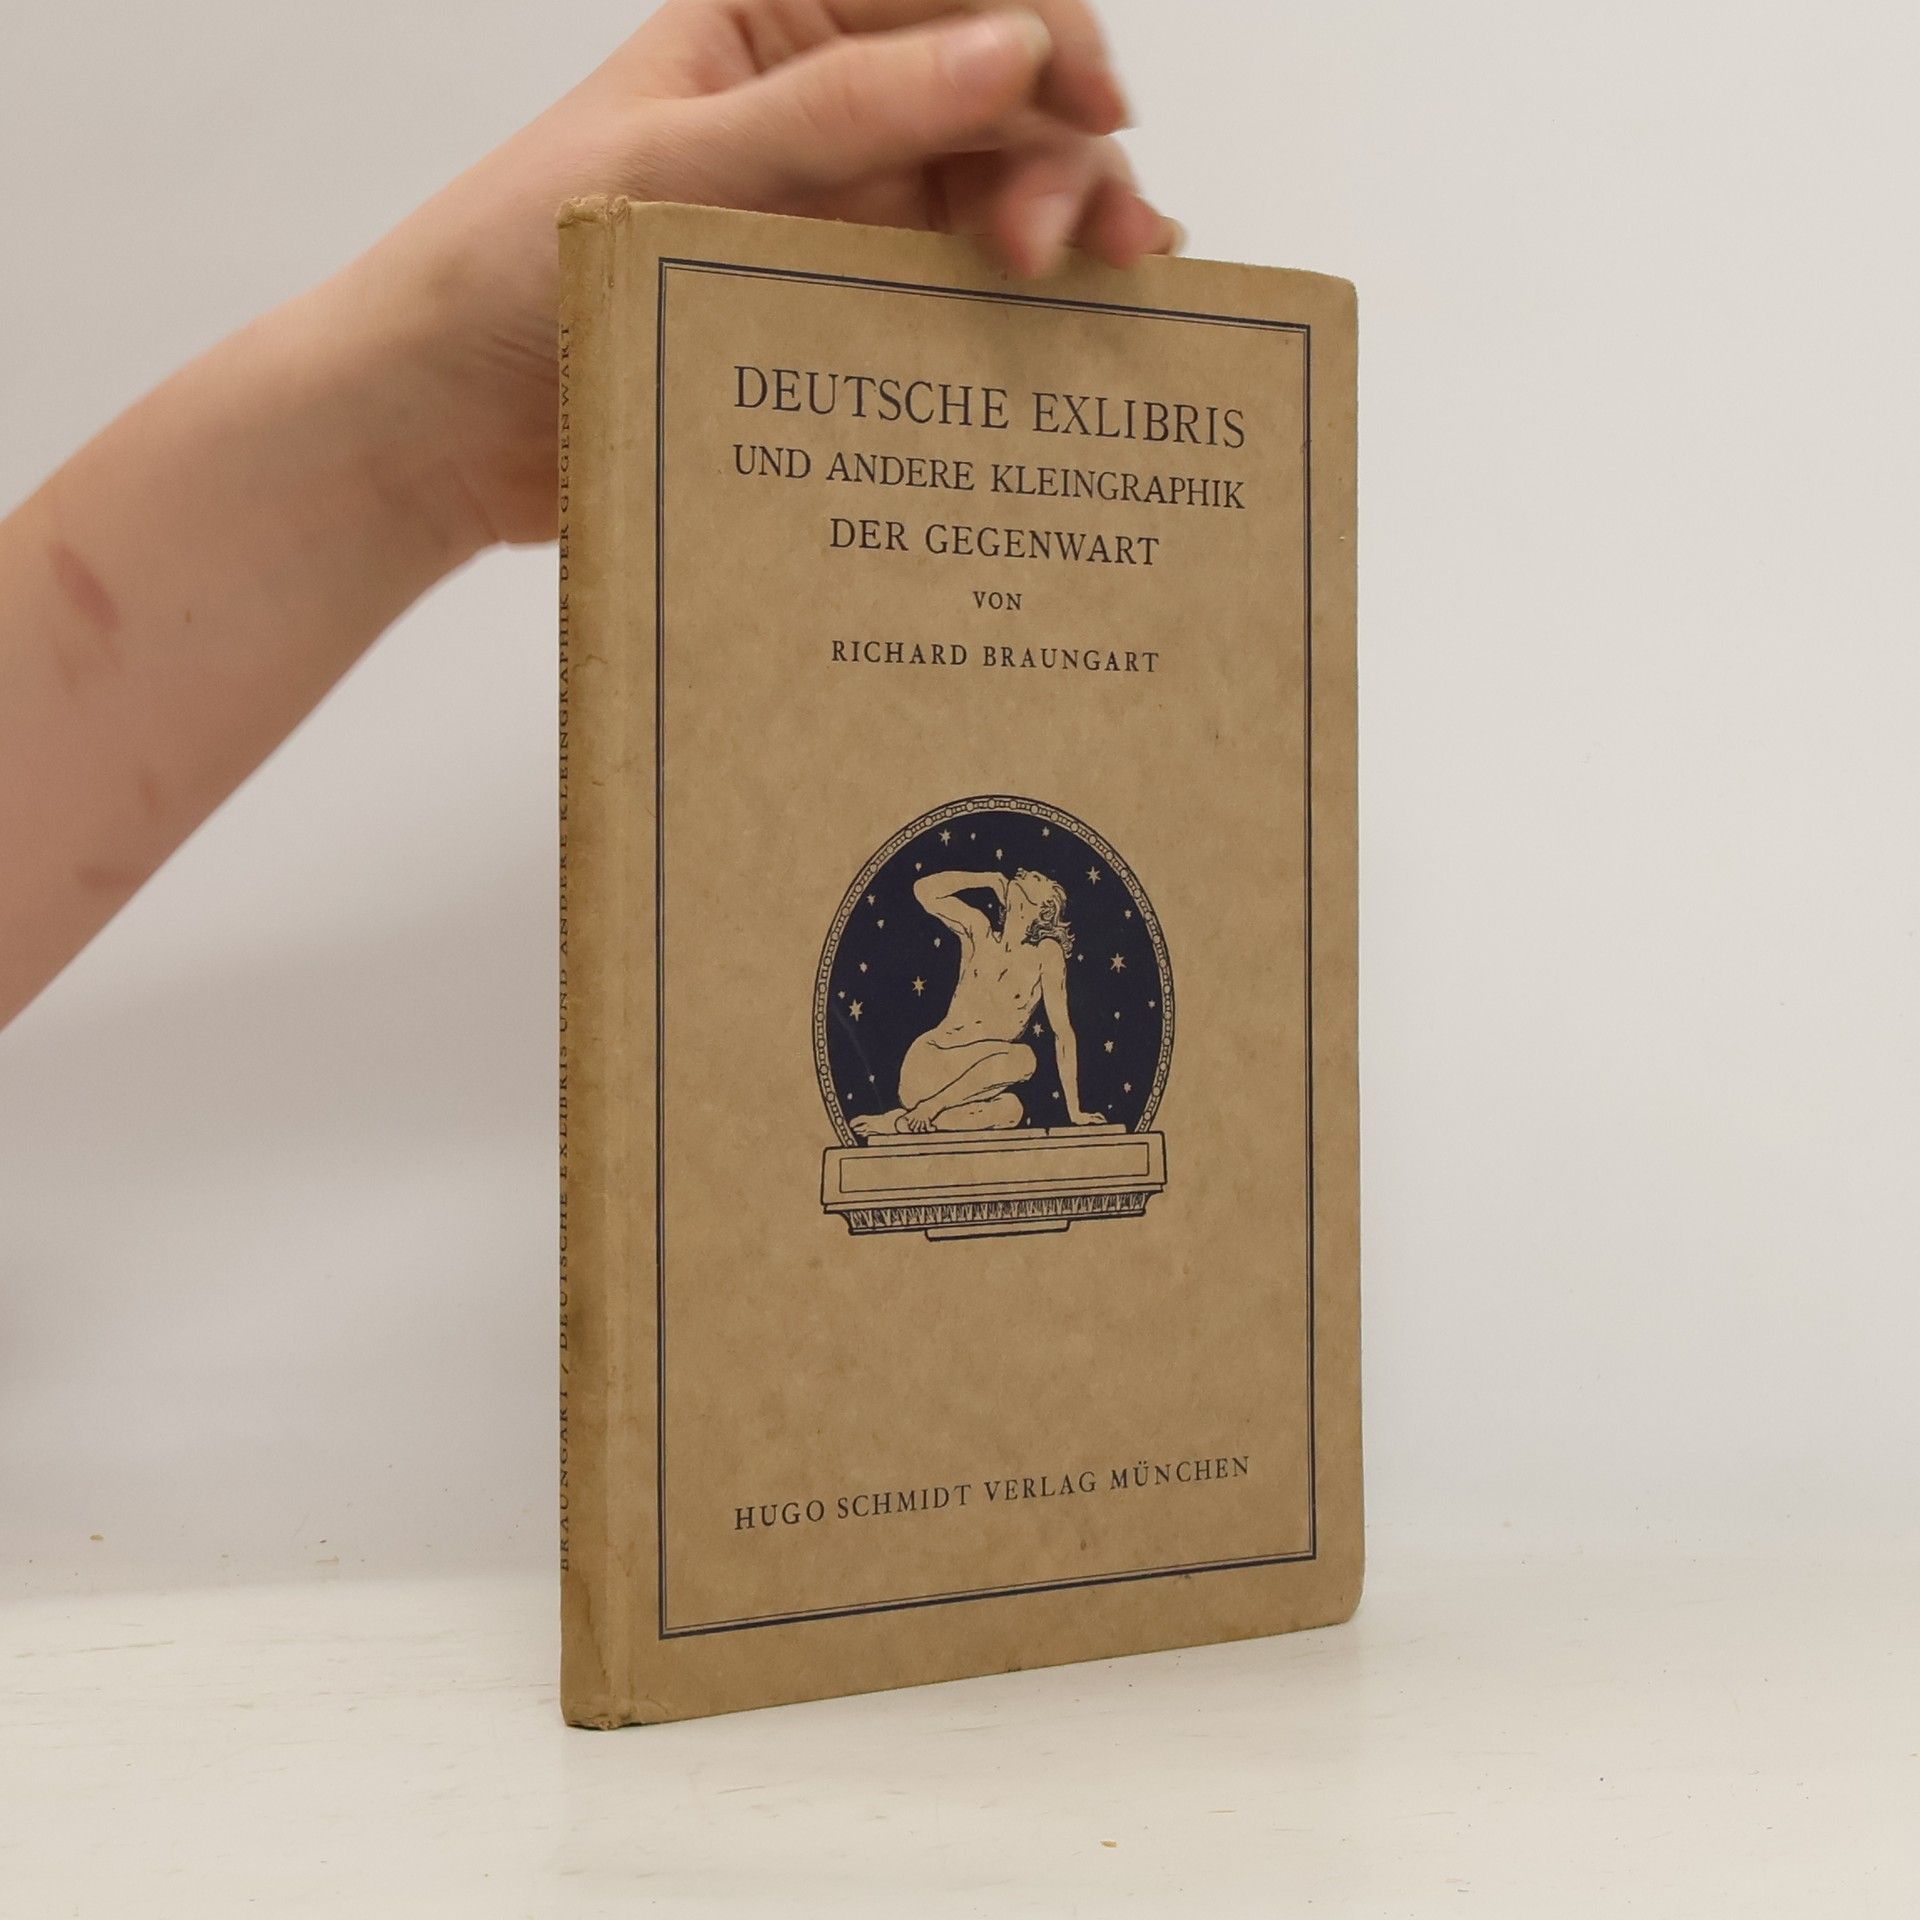 DEUTSCHE EXLIBRIS
UND ANDERE KLEINGRAPHIK
DER GEGENWART
VON
RICHARD BRAUNGART
HUGO SCHMIDT VERLAG MÜNCHEN
BRAUNGART / DEUTSCHE EXLIBRIS UND ANDERE KLEINGRAPHIK DER GEGENWART